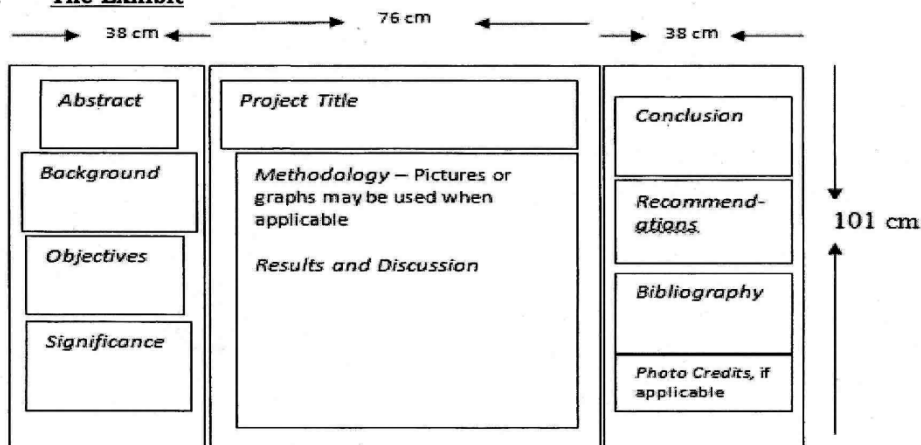 The Exhibit
38 cm
76 cm
38 cm
Abstract
Background
Objectives
Significance
Project Title
Methodology – Pictures or
graphs may be used when
applicable
Results and Discussion
Conclusion
Recommend-
ations.
Bibliography
Photo Credits, if
applicable
101 cm